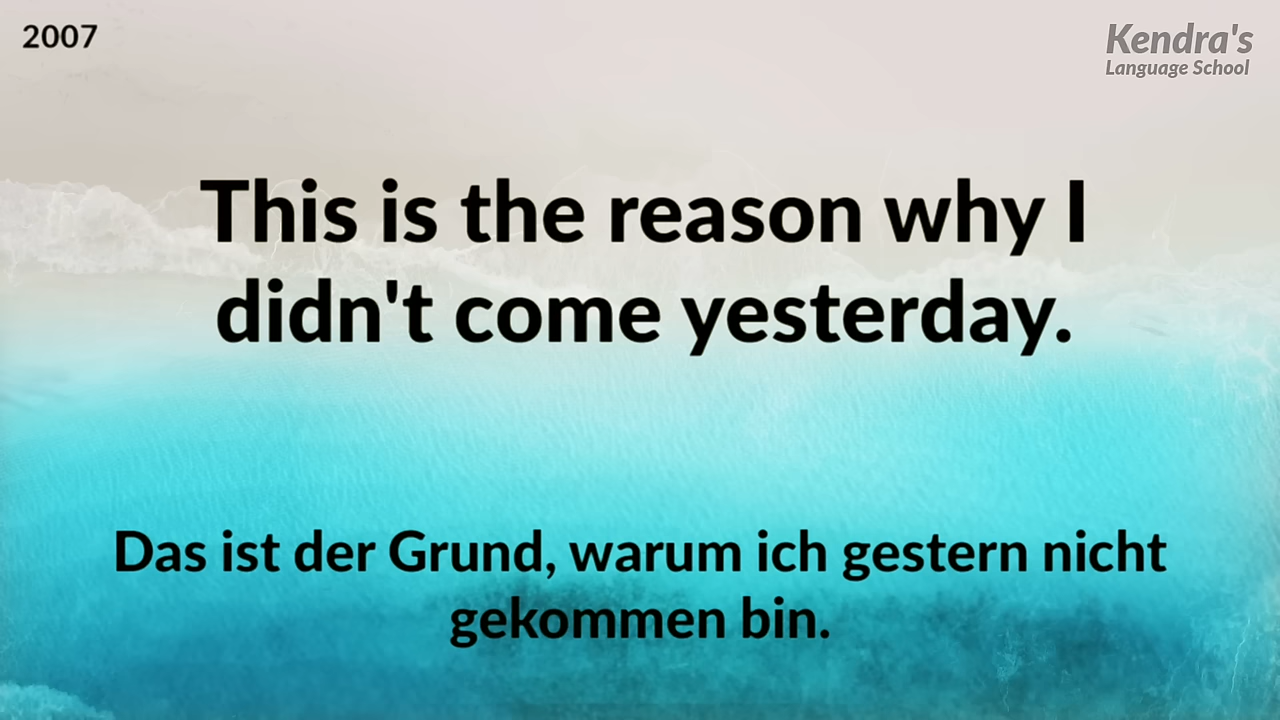 2007
Kendra's
Language School
This is the reason why I
didn't come yesterday.
Das ist der Grund, warum ich gestern nicht
gekommen bin.